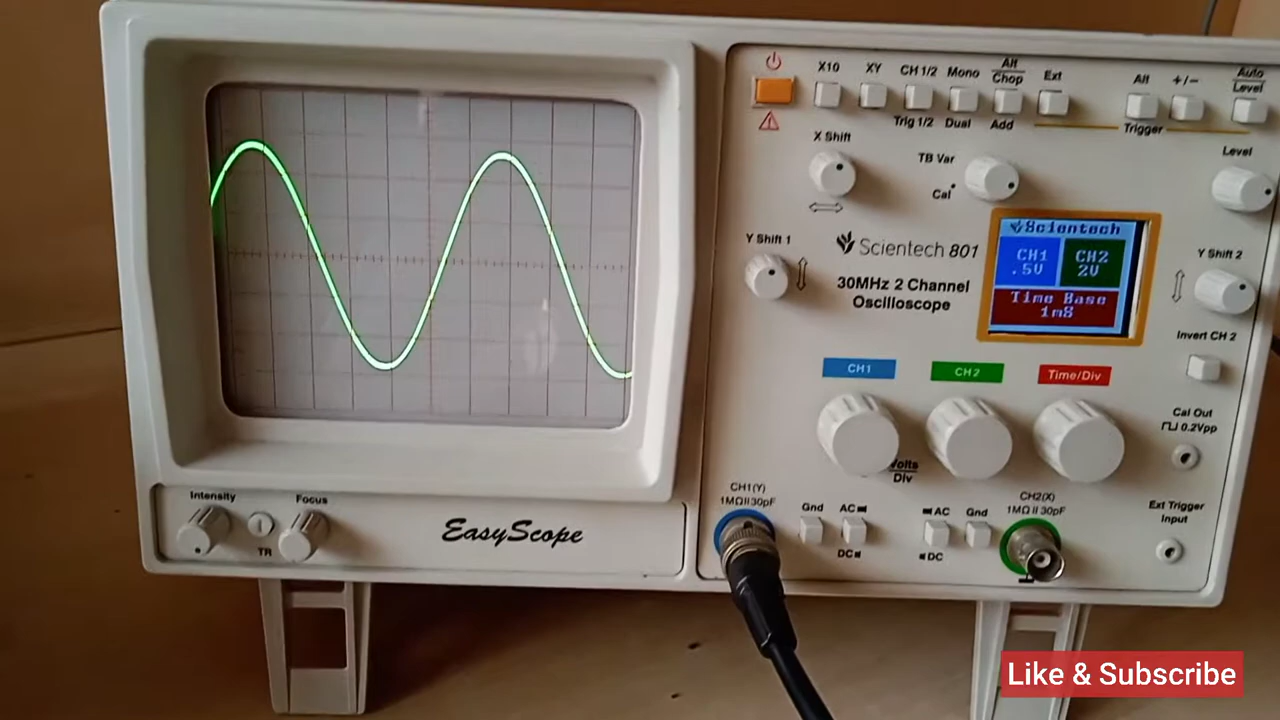 X10
XY
CH 1/2
Mono
Alt
Chop
Ext
Alt
+/-
Auto
Level
Trig 1/2
Dual
Add
Trigger
X Shift
TB Var
Cal
Level
Y Shift 1
Scientech 801
30MHz 2 Channel
Oscilloscope
Scientech
CH1
.5V
CH2
2V
Time Base
1mS
Y Shift 2
Invert CH 2
CH1
CH2
Time/Div
Volts
Div
Cal Out
0.2Vpp
Intensity
Focus
TR
EasyScope
CH1(Y)
1MΩ II 30pF
Gnd
AC
DC
AC
Gnd
DC
CH2(X)
1MΩ II 30pF
Ext Trigger
Input
Like & Subscribe